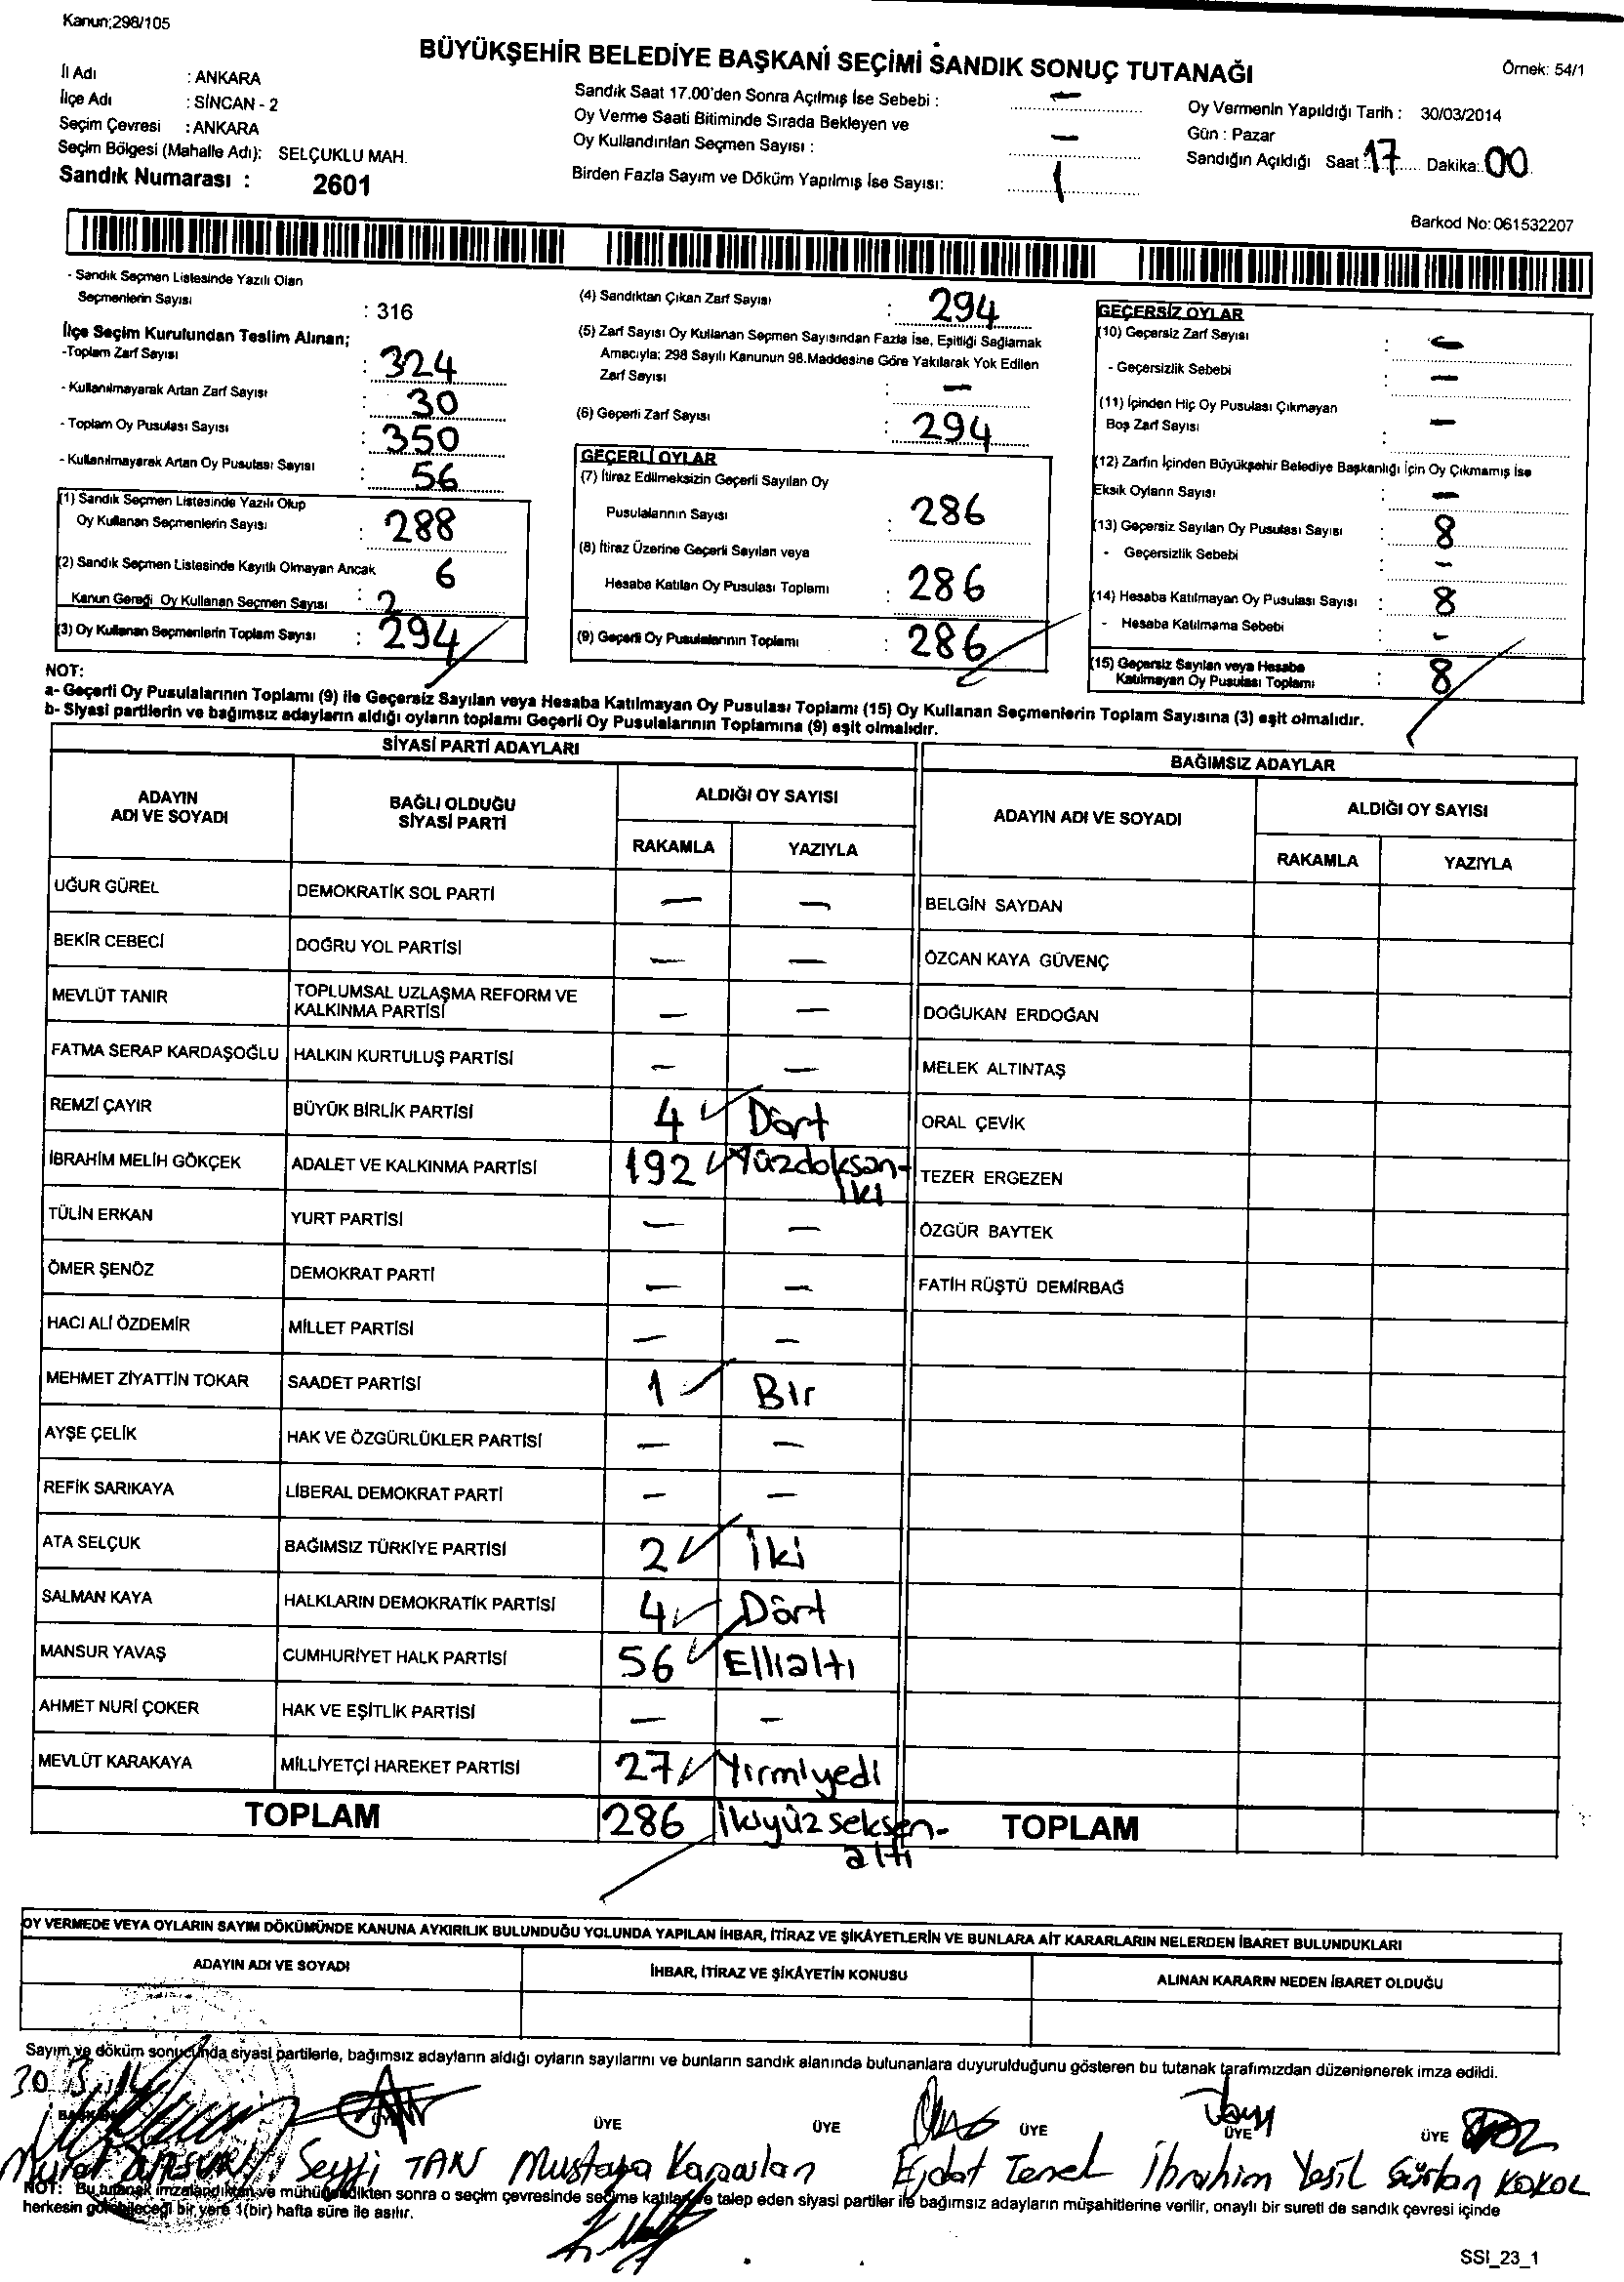 Kanun;298/105
BÜYÜKŞEHİR BELEDİYE BAŞKANI SEÇİMİ SANDIK SONUÇ TUTANAĞI
Örnek: 54/1
İl Adı : ANKARA
İlçe Adı : SİNCAN - 2
Seçim Çevresi : ANKARA
Seçim Bölgesi (Mahalle Adı): SELÇUKLU MAH.
Sandık Numarası : 2601
Sandık Saat 17.00'den Sonra Açılmış İse Sebebi : —
Oy Verme Saati Bitiminde Sırada Bekleyen ve
Oy Kullandırılan Seçmen Sayısı : —
Birden Fazla Sayım ve Döküm Yapılmış İse Sayısı: 1
Oy Vermenin Yapıldığı Tarih : 30/03/2014
Gün : Pazar
Sandığın Açıldığı Saat : 17 Dakika: 00
Barkod No: 061532207
- Sandık Seçmen Listesinde Yazılı Olan
Seçmenlerin Sayısı : 316
İlçe Seçim Kurulundan Teslim Alınan;
-Toplam Zarf Sayısı : 324
- Kullanılmayarak Artan Zarf Sayısı : 30
- Toplam Oy Pusulası Sayısı : 350
- Kullanılmayarak Artan Oy Pusulası Sayısı : 56
(1) Sandık Seçmen Listesinde Yazılı Olup
Oy Kullanan Seçmenlerin Sayısı : 288
(2) Sandık Seçmen Listesinde Kayıtlı Olmayan Ancak 6
Kanun Gereği Oy Kullanan Seçmen Sayısı : 2
(3) Oy Kullanan Seçmenlerin Toplam Sayısı : 294
(4) Sandıktan Çıkan Zarf Sayısı : 294
(5) Zarf Sayısı Oy Kullanan Seçmen Sayısından Fazla İse, Eşitliği Sağlamak
Amacıyla; 298 Sayılı Kanunun 98.Maddesine Göre Yakılarak Yok Edilen
Zarf Sayısı : —
(6) Geçerli Zarf Sayısı : 294
GEÇERLİ OYLAR
(7) İtiraz Edilmeksizin Geçerli Sayılan Oy
Pusulalarının Sayısı : 286
(8) İtiraz Üzerine Geçerli Sayılan veya
Hesaba Katılan Oy Pusulası Toplamı : 286
(9) Geçerli Oy Pusulalarının Toplamı : 286
GEÇERSİZ OYLAR
(10) Geçersiz Zarf Sayısı : —
- Geçersizlik Sebebi : —
(11) İçinden Hiç Oy Pusulası Çıkmayan
Boş Zarf Sayısı : —
(12) Zarfın İçinden Büyükşehir Belediye Başkanlığı İçin Oy Çıkmamış İse
Eksik Oyların Sayısı : —
(13) Geçersiz Sayılan Oy Pusulası Sayısı : 8
- Geçersizlik Sebebi : —
(14) Hesaba Katılmayan Oy Pusulası Sayısı : 8
- Hesaba Katılmama Sebebi : —
(15) Geçersiz Sayılan veya Hesaba
Katılmayan Oy Pusulası Toplamı : 8
NOT:
a- Geçerli Oy Pusulalarının Toplamı (9) ile Geçersiz Sayılan veya Hesaba Katılmayan Oy Pusulası Toplamı (15) Oy Kullanan Seçmenlerin Toplam Sayısına (3) eşit olmalıdır.
b- Siyasi partilerin ve bağımsız adayların aldığı oyların toplamı Geçerli Oy Pusulalarının Toplamına (9) eşit olmalıdır.
SİYASİ PARTİ ADAYLARI
ADAYIN ADI VE SOYADI BAĞLI OLDUĞU SİYASİ PARTİ ALDIĞI OY SAYISI
RAKAMLA YAZIYLA
UĞUR GÜREL DEMOKRATİK SOL PARTİ — —
BEKİR CEBECİ DOĞRU YOL PARTİSİ — —
MEVLÜT TANIR TOPLUMSAL UZLAŞMA REFORM VE KALKINMA PARTİSİ — —
FATMA SERAP KARDAŞOĞLU HALKIN KURTULUŞ PARTİSİ — —
REMZİ ÇAYIR BÜYÜK BİRLİK PARTİSİ 4 Dört
İBRAHİM MELİH GÖKÇEK ADALET VE KALKINMA PARTİSİ 192 Yüzdoksan-iki
TÜLİN ERKAN YURT PARTİSİ — —
ÖMER ŞENÖZ DEMOKRAT PARTİ — —
HACI ALİ ÖZDEMİR MİLLET PARTİSİ — —
MEHMET ZİYATTİN TOKAR SAADET PARTİSİ 1 Bir
AYŞE ÇELİK HAK VE ÖZGÜRLÜKLER PARTİSİ — —
REFİK SARIKAYA LİBERAL DEMOKRAT PARTİ — —
ATA SELÇUK BAĞIMSIZ TÜRKİYE PARTİSİ 2 İki
SALMAN KAYA HALKLARIN DEMOKRATİK PARTİSİ 4 Dört
MANSUR YAVAŞ CUMHURİYET HALK PARTİSİ 56 Ellialtı
AHMET NURİ ÇOKER HAK VE EŞİTLİK PARTİSİ — —
MEVLÜT KARAKAYA MİLLİYETÇİ HAREKET PARTİSİ 27 Yirmiyedi
TOPLAM 286 İkiyüzseksen-altı
BAĞIMSIZ ADAYLAR
ADAYIN ADI VE SOYADI ALDIĞI OY SAYISI
RAKAMLA YAZIYLA
BELGİN SAYDAN
ÖZCAN KAYA GÜVENÇ
DOĞUKAN ERDOĞAN
MELEK ALTINTAŞ
ORAL ÇEVİK
TEZER ERGEZEN
ÖZGÜR BAYTEK
FATİH RÜŞTÜ DEMİRBAĞ
TOPLAM
OY VERMEDE VEYA OYLARIN SAYIM DÖKÜMÜNDE KANUNA AYKIRILIK BULUNDUĞU YOLUNDA YAPILAN İHBAR, İTİRAZ VE ŞİKÂYETLERİN VE BUNLARA AİT KARARLARIN NELERDEN İBARET BULUNDUKLARI
ADAYIN ADI VE SOYADI İHBAR, İTİRAZ VE ŞİKÂYETİN KONUSU ALINAN KARARIN NEDEN İBARET OLDUĞU
Sayım ve döküm sonucunda siyasi partilerle, bağımsız adayların aldığı oyların sayılarını ve bunların sandık alanında bulunanlara duyurulduğunu gösteren bu tutanak tarafımızdan düzenlenerek imza edildi.
30.3.14
BAŞKAN ÜYE ÜYE ÜYE ÜYE ÜYE ÜYE
Murat Seyfi TAN Mustafa Karaarslan Ejdat Temel İbrahim Yeşil KOKOL
NOT: Bu tutanak imzalandıktan ve mühürlendikten sonra o seçim çevresinde seçime katılan ve talep eden siyasi partiler ile bağımsız adayların müşahitlerine verilir, onaylı bir sureti de sandık çevresi içinde
herkesin görebileceği bir yere 1(bir) hafta süre ile asılır.
SSI_23_1